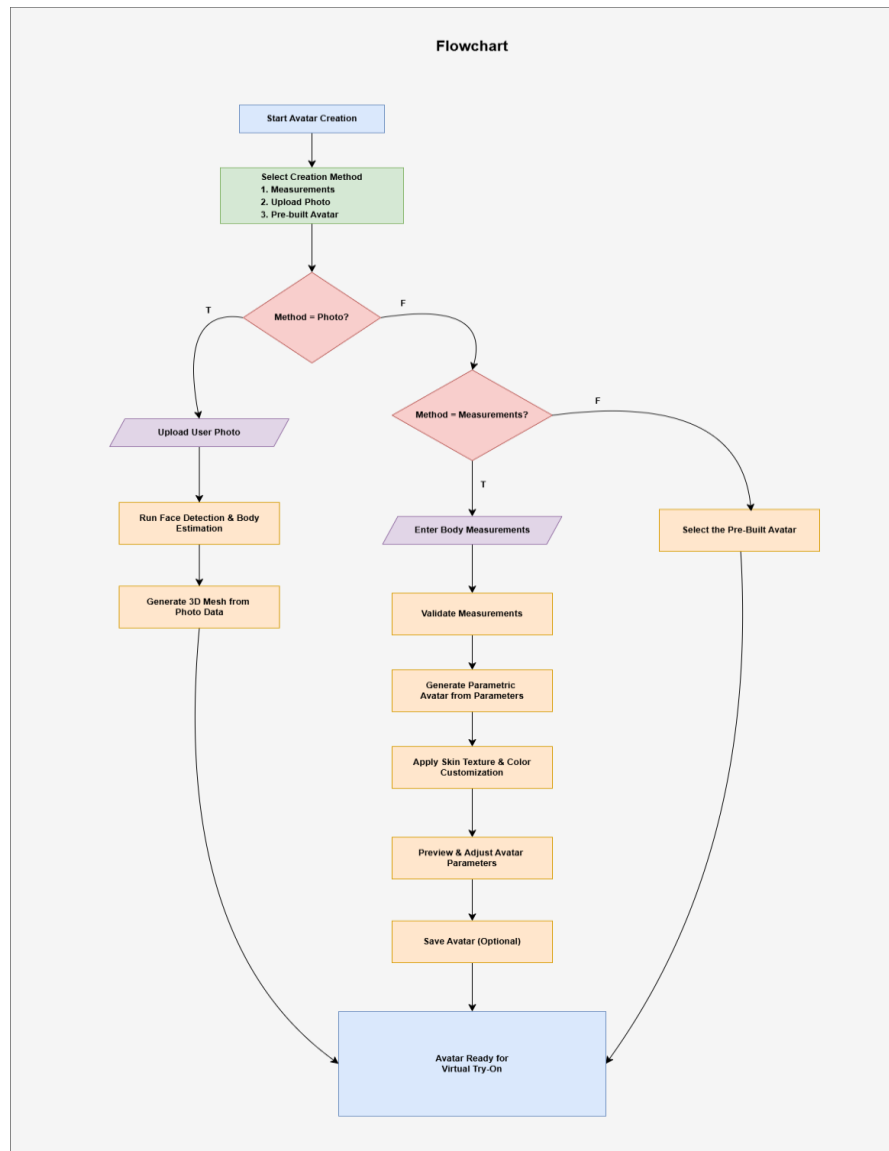 Flowchart
Start Avatar Creation
Select Creation Method
1. Measurements
2. Upload Photo
3. Pre-built Avatar
Method = Photo?
T
F
Method = Measurements?
F
T
Upload User Photo
Run Face Detection & Body
Estimation
Generate 3D Mesh from
Photo Data
Enter Body Measurements
Validate Measurements
Generate Parametric
Avatar from Parameters
Apply Skin Texture & Color
Customization
Preview & Adjust Avatar
Parameters
Save Avatar (Optional)
Select the Pre-Built Avatar
Avatar Ready for
Virtual Try-On